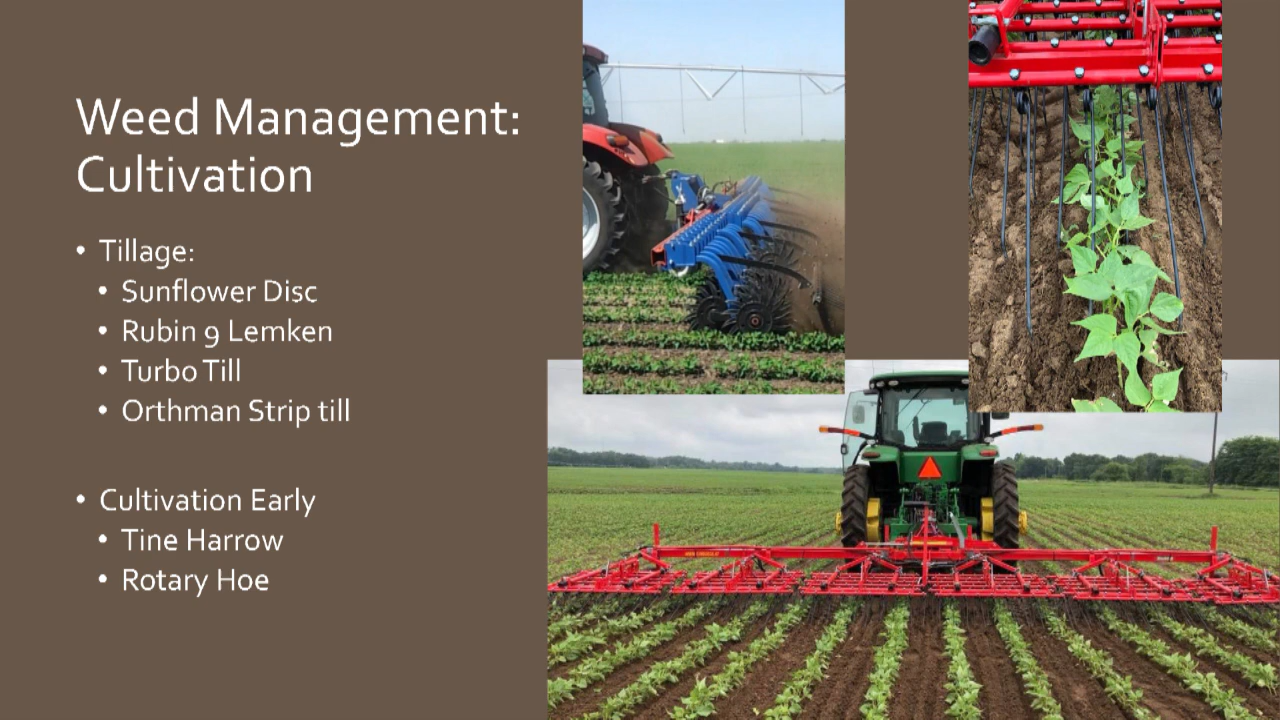 Weed Management:
Cultivation
• Tillage:
• Sunflower Disc
• Rubin 9 Lemken
• Turbo Till
• Orthman Strip till
• Cultivation Early
• Tine Harrow
• Rotary Hoe